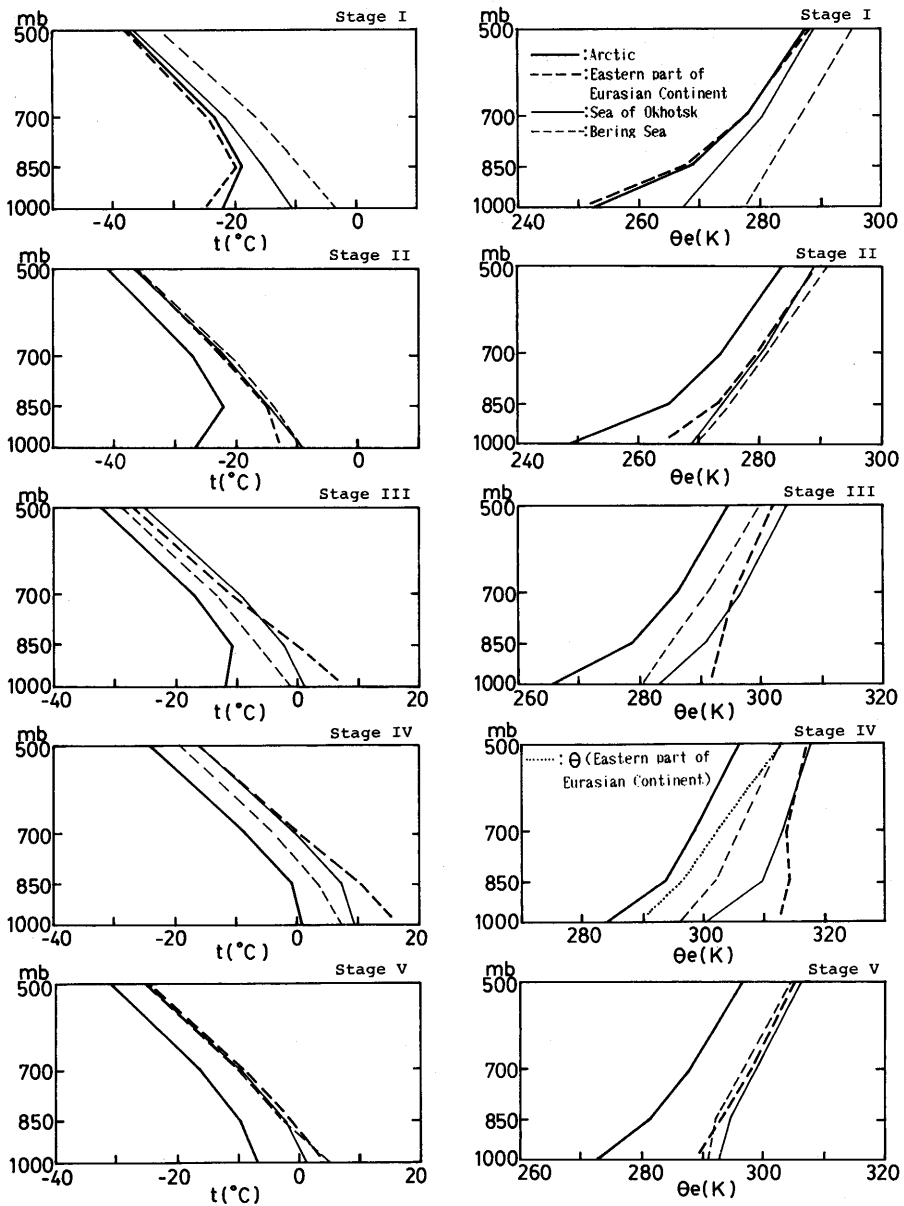 mb Stage I
500
700
850
1000
-40 -20 0
t(°C)
mb Stage I
500
700
850
1000
240 260 280 300
θe(K)
:Arctic
:Eastern part of
Eurasian Continent
:Sea of Okhotsk
:Bering Sea
mb Stage II
500
700
850
1000
-40 -20 0
t(°C)
mb Stage II
500
700
850
1000
240 260 280 300
θe(K)
mb Stage III
500
700
850
1000
-40 -20 0 20
t(°C)
mb Stage III
500
700
850
1000
260 280 300 320
θe(K)
mb Stage IV
500
700
850
1000
-40 -20 0 20
t(°C)
mb Stage IV
500
700
850
1000
280 300 320
θe(K)
: θ (Eastern part of
Eurasian Continent)
mb Stage V
500
700
850
1000
-40 -20 0 20
t(°C)
mb Stage V
500
700
850
1000
260 280 300 320
θe(K)